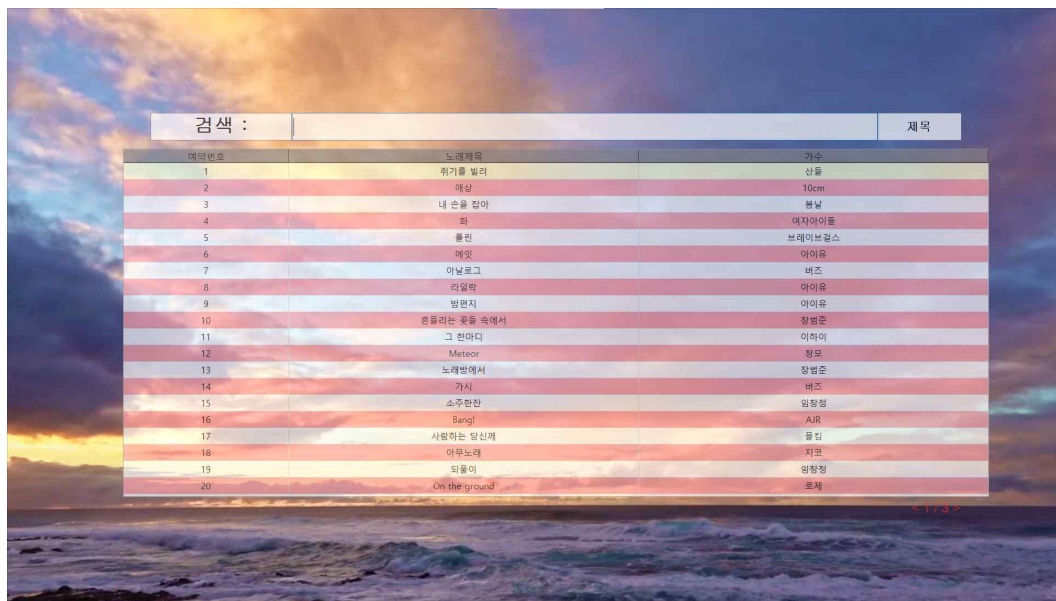 검색 : 제목
예약번호 노래제목 가수
1 취기를 빌려 산들
2 애상 10cm
3 내 손을 잡아 봄날
4 화 여자아이들
5 롤린 브레이브걸스
6 에잇 아이유
7 아날로그 버즈
8 라일락 아이유
9 밤편지 아이유
10 흔들리는 꽃들 속에서 장범준
11 그 한마디 이하이
12 Meteor 창모
13 노래방에서 장범준
14 가시 버즈
15 소주한잔 임창정
16 Bang! AJR
17 사랑하는 당신께 폴킴
18 아무노래 지코
19 되풀이 임창정
20 On the ground 로제
< 1 / 3 >